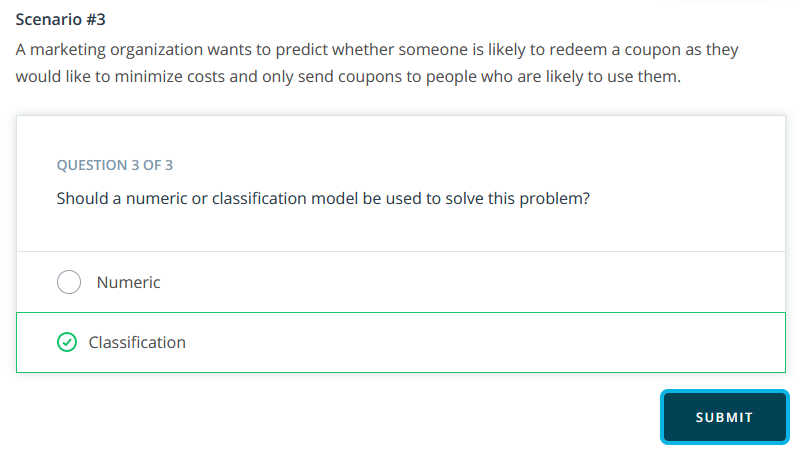 Scenario #3
A marketing organization wants to predict whether someone is likely to redeem a coupon as they
would like to minimize costs and only send coupons to people who are likely to use them.
QUESTION 3 OF 3
Should a numeric or classification model be used to solve this problem?
Numeric
Classification
SUBMIT